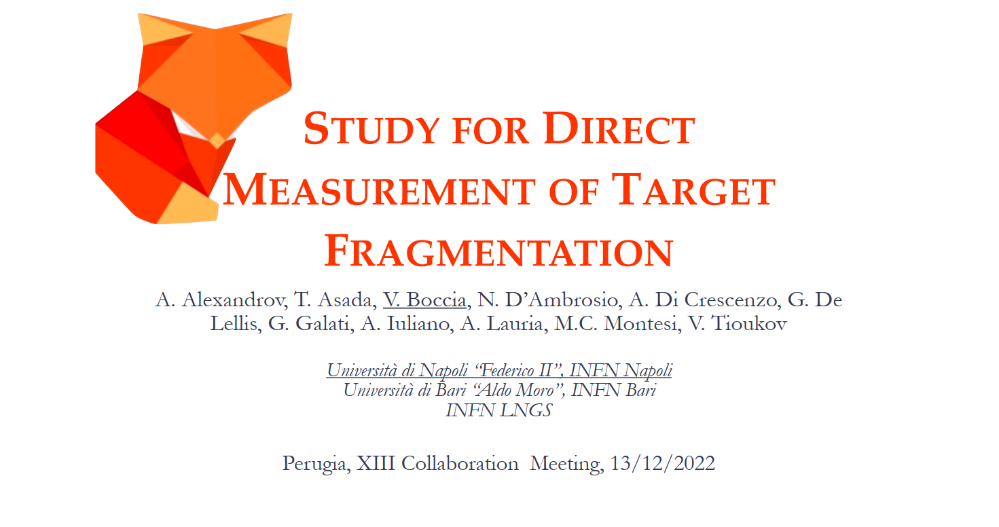 STUDY FOR DIRECT
MEASUREMENT OF TARGET
FRAGMENTATION
A. Alexandrov, T. Asada, V. Boccia, N. D’Ambrosio, A. Di Crescenzo, G. De
Lellis, G. Galati, A. Iuliano, A. Lauria, M.C. Montesi, V. Tioukov
Università di Napoli “Federico II”, INFN Napoli
Università di Bari “Aldo Moro”, INFN Bari
INFN LNGS
Perugia, XIII Collaboration  Meeting, 13/12/2022